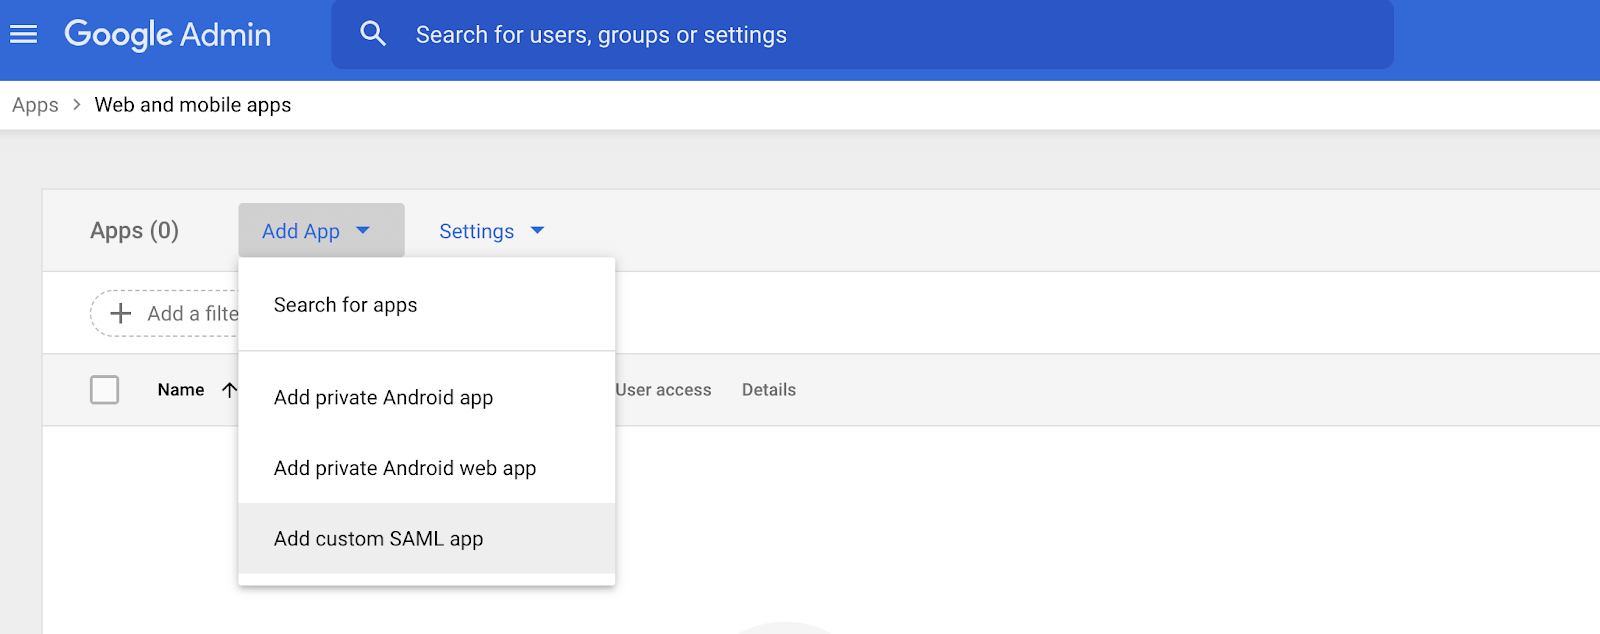 Google Admin
Search for users, groups or settings
Apps > Web and mobile apps
Apps (0)
Add App
Settings
Add a filte
Search for apps
Name
User access
Details
Add private Android app
Add private Android web app
Add custom SAML app